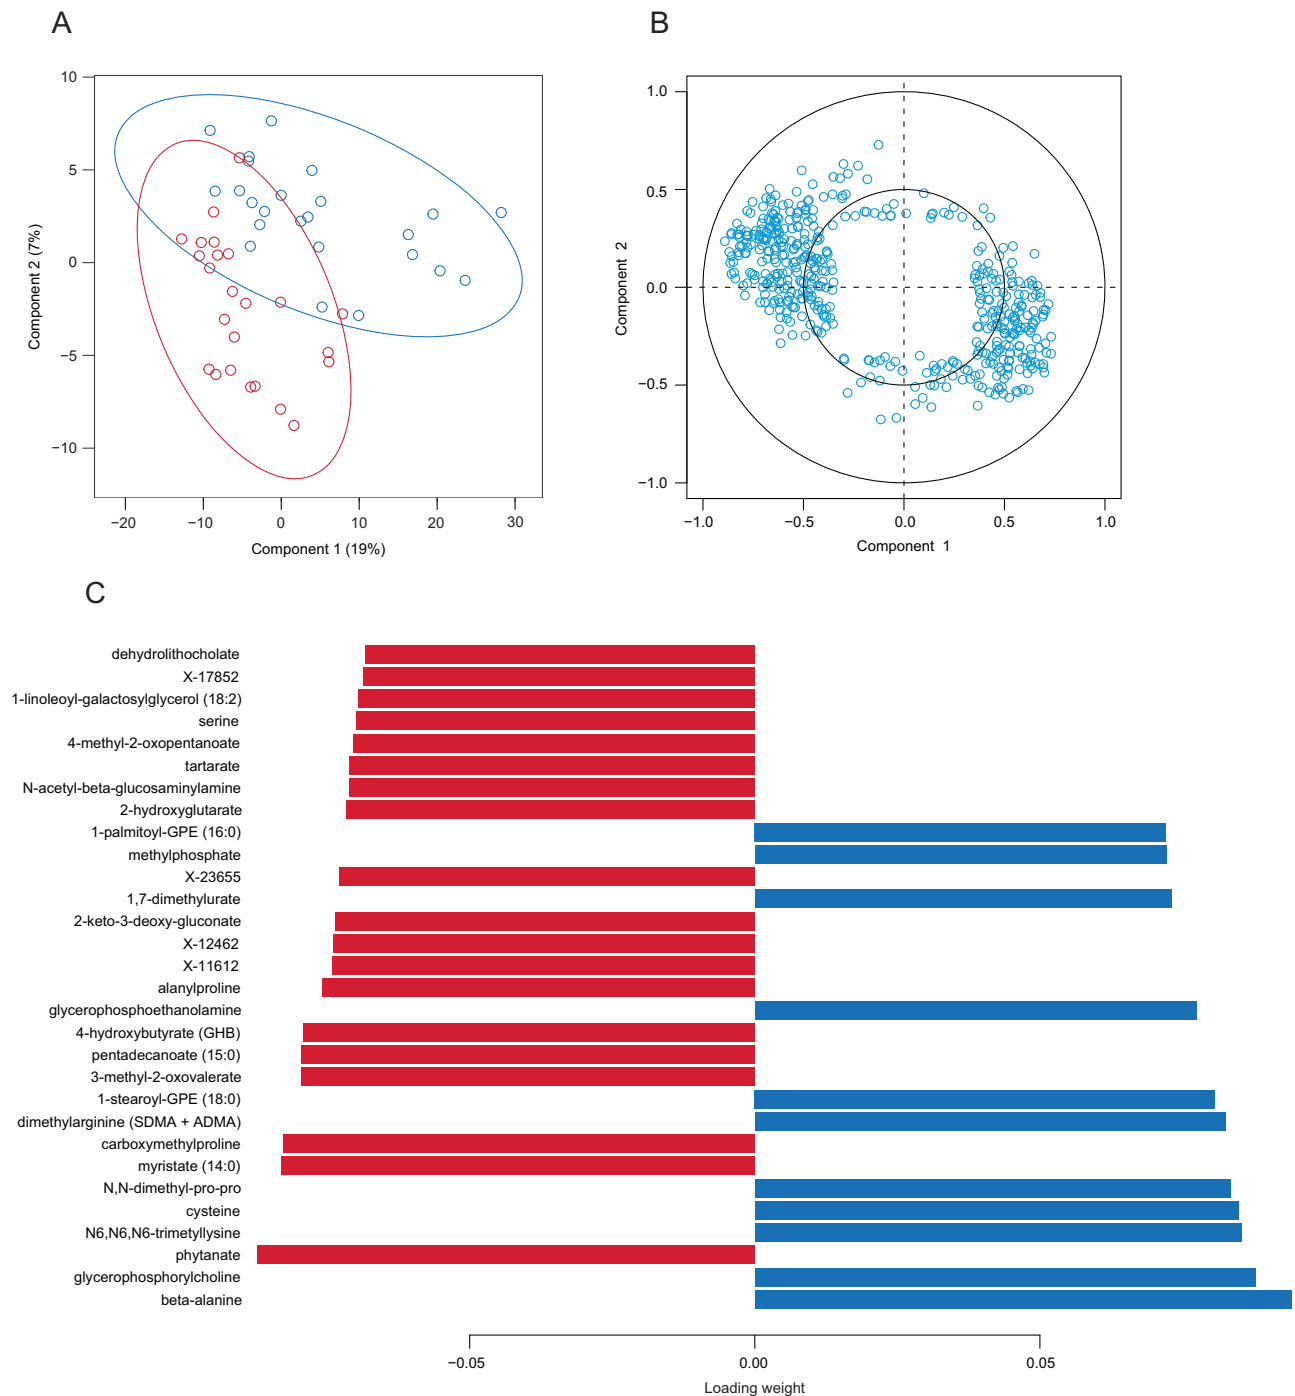 A
B
10
5
0
−5
−10
Component 2 (7%)
−20
−10
0
10
20
30
Component 1 (19%)
1.0
0.5
0.0
−0.5
−1.0
Component 2
−1.0
−0.5
0.0
0.5
1.0
Component 1
C
dehydrolithocholate
X-17852
1-linoleoyl-galactosylglycerol (18:2)
serine
4-methyl-2-oxopentanoate
tartarate
N-acetyl-beta-glucosaminylamine
2-hydroxyglutarate
1-palmitoyl-GPE (16:0)
methylphosphate
X-23655
1,7-dimethylurate
2-keto-3-deoxy-gluconate
X-12462
X-11612
alanylproline
glycerophosphoethanolamine
4-hydroxybutyrate (GHB)
pentadecanoate (15:0)
3-methyl-2-oxovalerate
1-stearoyl-GPE (18:0)
dimethylarginine (SDMA + ADMA)
carboxymethylproline
myristate (14:0)
N,N-dimethyl-pro-pro
cysteine
N6,N6,N6-trimetyllysine
phytanate
glycerophosphorylcholine
beta-alanine
−0.05
0.00
0.05
Loading weight